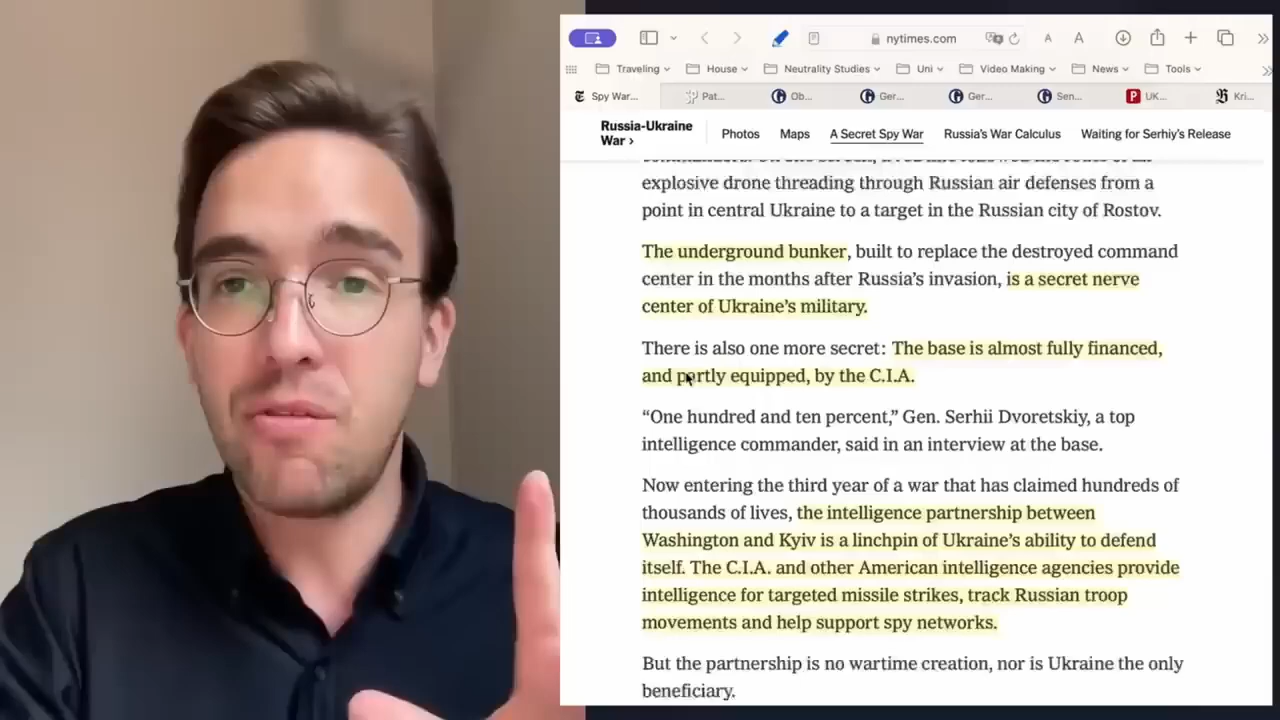 nytimes.com
A A
Traveling House Neutrality Studies Uni Video Making News Tools
Spy War... Pat... Ob... Ger... Ger... Sen... UK... Kri...
Russia-Ukraine
War ›
Photos Maps A Secret Spy War Russia's War Calculus Waiting for Serhiy's Release
explosive drone threading through Russian air defenses from a
point in central Ukraine to a target in the Russian city of Rostov.
The underground bunker, built to replace the destroyed command
center in the months after Russia's invasion, is a secret nerve
center of Ukraine's military.
There is also one more secret: The base is almost fully financed,
and partly equipped, by the C.I.A.
“One hundred and ten percent,” Gen. Serhii Dvoretskiy, a top
intelligence commander, said in an interview at the base.
Now entering the third year of a war that has claimed hundreds of
thousands of lives, the intelligence partnership between
Washington and Kyiv is a linchpin of Ukraine's ability to defend
itself. The C.I.A. and other American intelligence agencies provide
intelligence for targeted missile strikes, track Russian troop
movements and help support spy networks.
But the partnership is no wartime creation, nor is Ukraine the only
beneficiary.